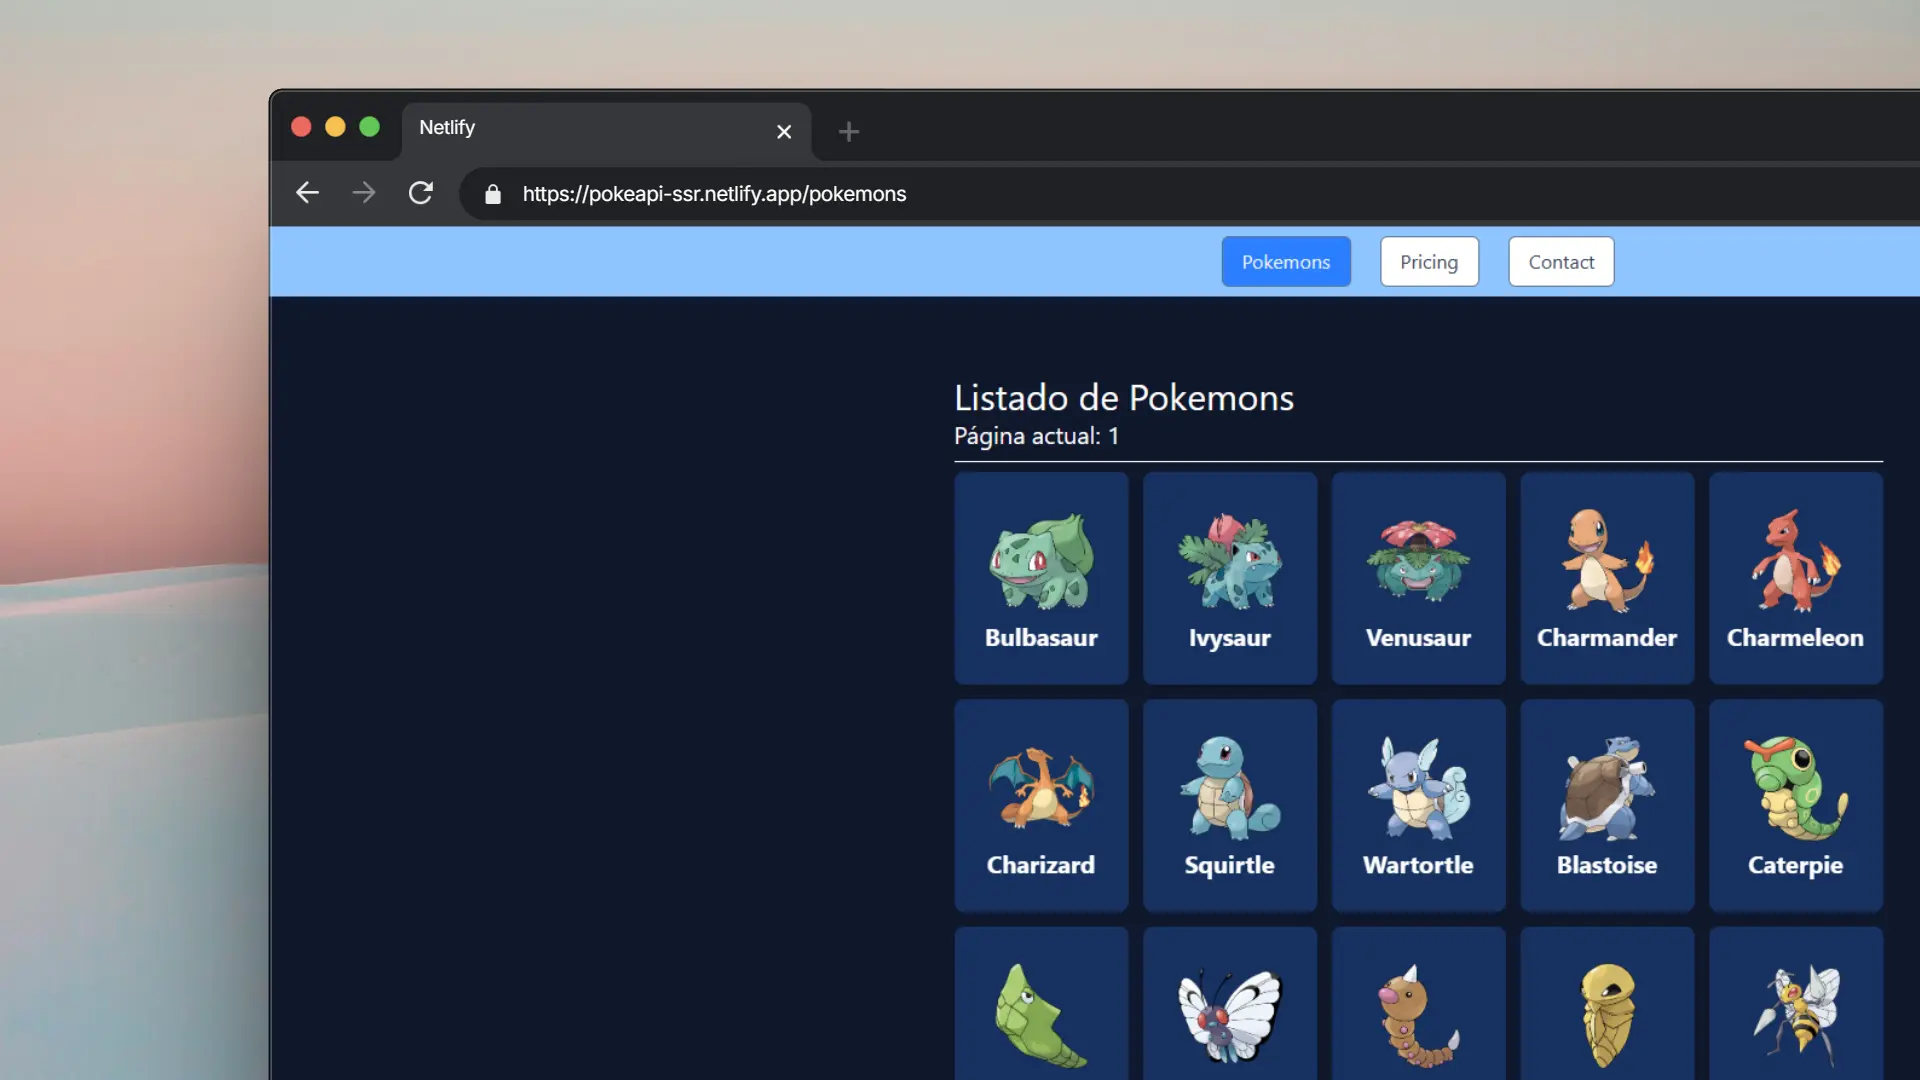 Netlify
https://pokeapi-ssr.netlify.app/pokemons
Pokemons Pricing Contact
Listado de Pokemons
Página actual: 1
Bulbasaur Ivysaur Venusaur Charmander Charmeleon
Charizard Squirtle Wartortle Blastoise Caterpie